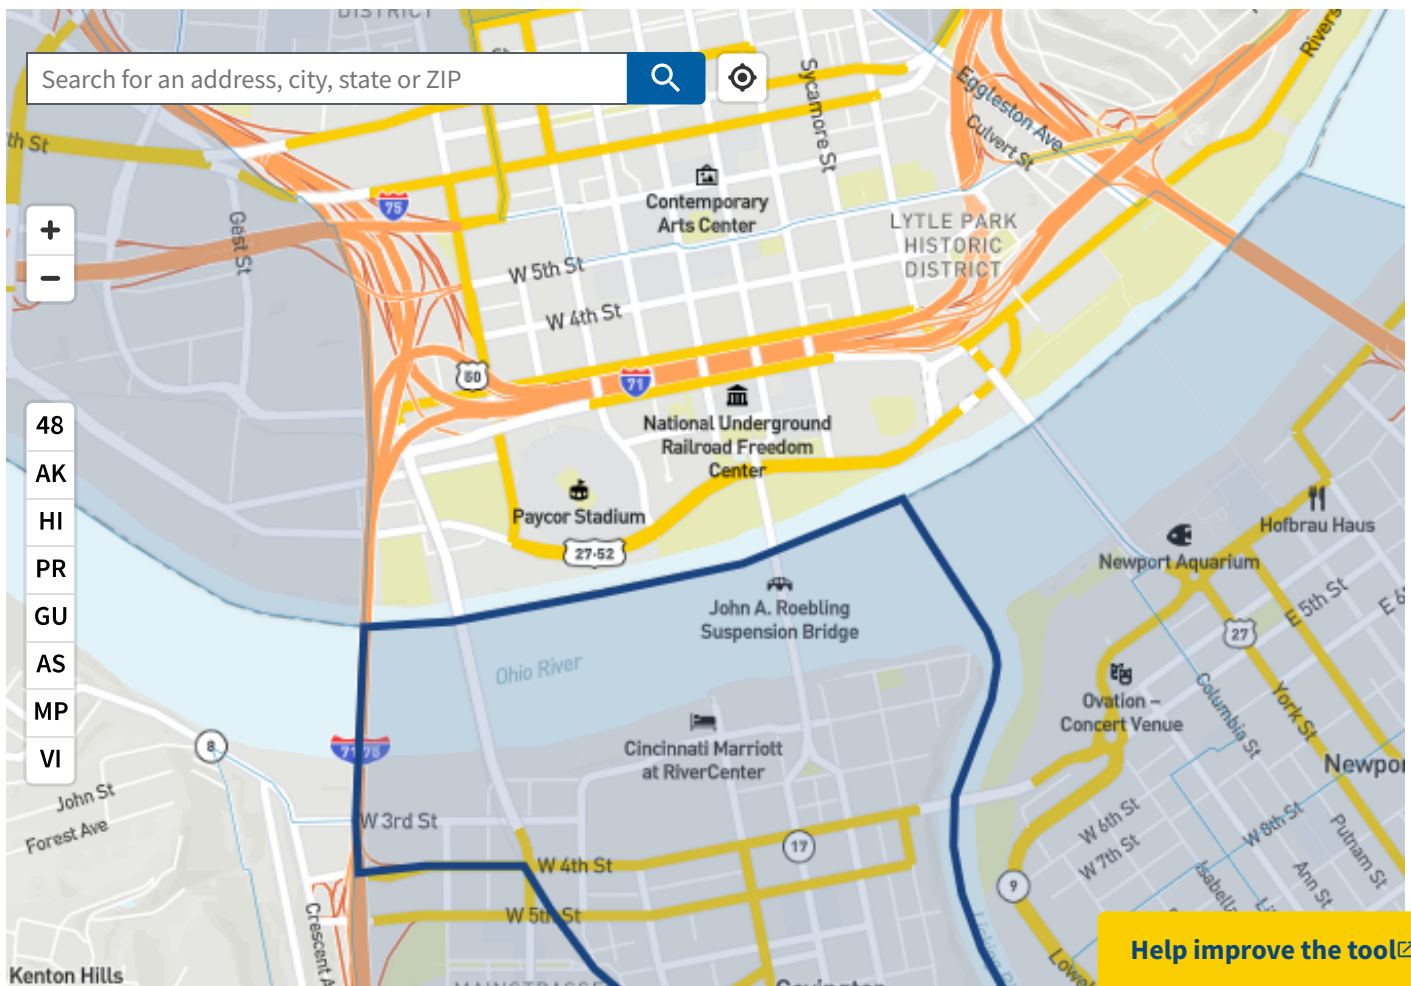 DISTRICT
Search for an address, city, state or ZIP
Sycamore St
Eggleston Ave
Culvert St
th St
75
Contemporary
Arts Center
Gest St
LYTLE PARK
HISTORIC
DISTRICT
+
−
W 5th St
W 4th St
50
71
National Underground
Railroad Freedom
Center
48
AK
HI
PR
GU
AS
MP
VI
Paycor Stadium
27-52
Hofbrau Haus
Newport Aquarium
John A. Roebling
Suspension Bridge
E 5th St
27
Ohio River
Ovation –
Concert Venue
Columbia St
York St
8
71
75
Cincinnati Marriott
at RiverCenter
John St
Forest Ave
W 3rd St
W 4th St
17
W 6th St
W 7th St
W 8th St
Putnam St
Ann St
9
W 5th St
Kenton Hills
Help improve the tool